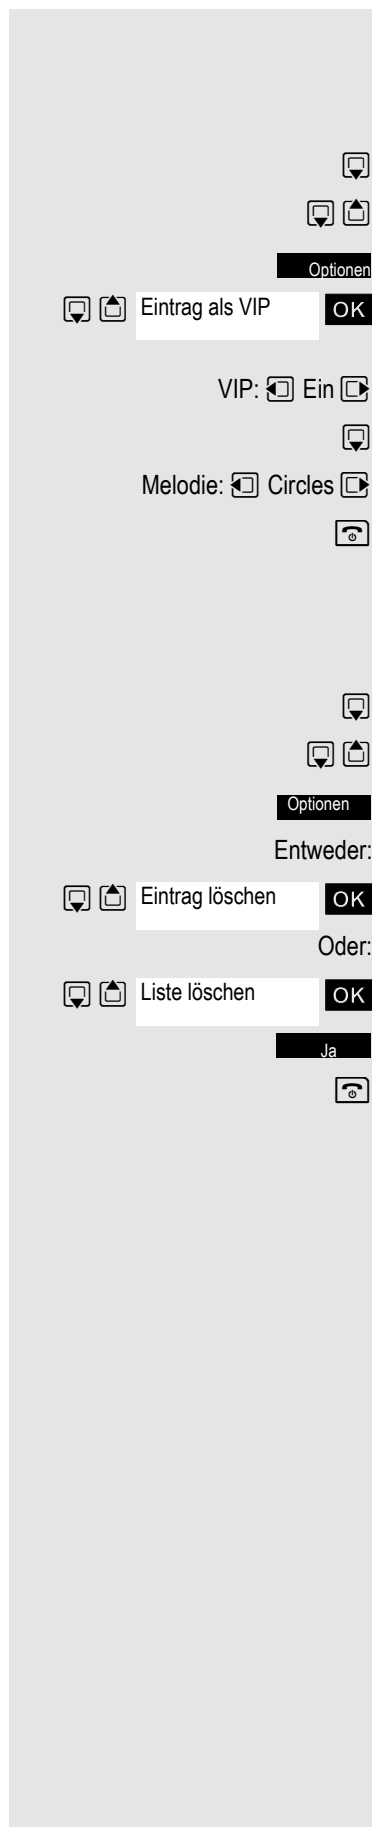 Optionen
Eintrag als VIP OK
VIP: Ein
Melodie: Circles
Optionen
Entweder:
Eintrag löschen OK
Oder:
Liste löschen OK
Ja